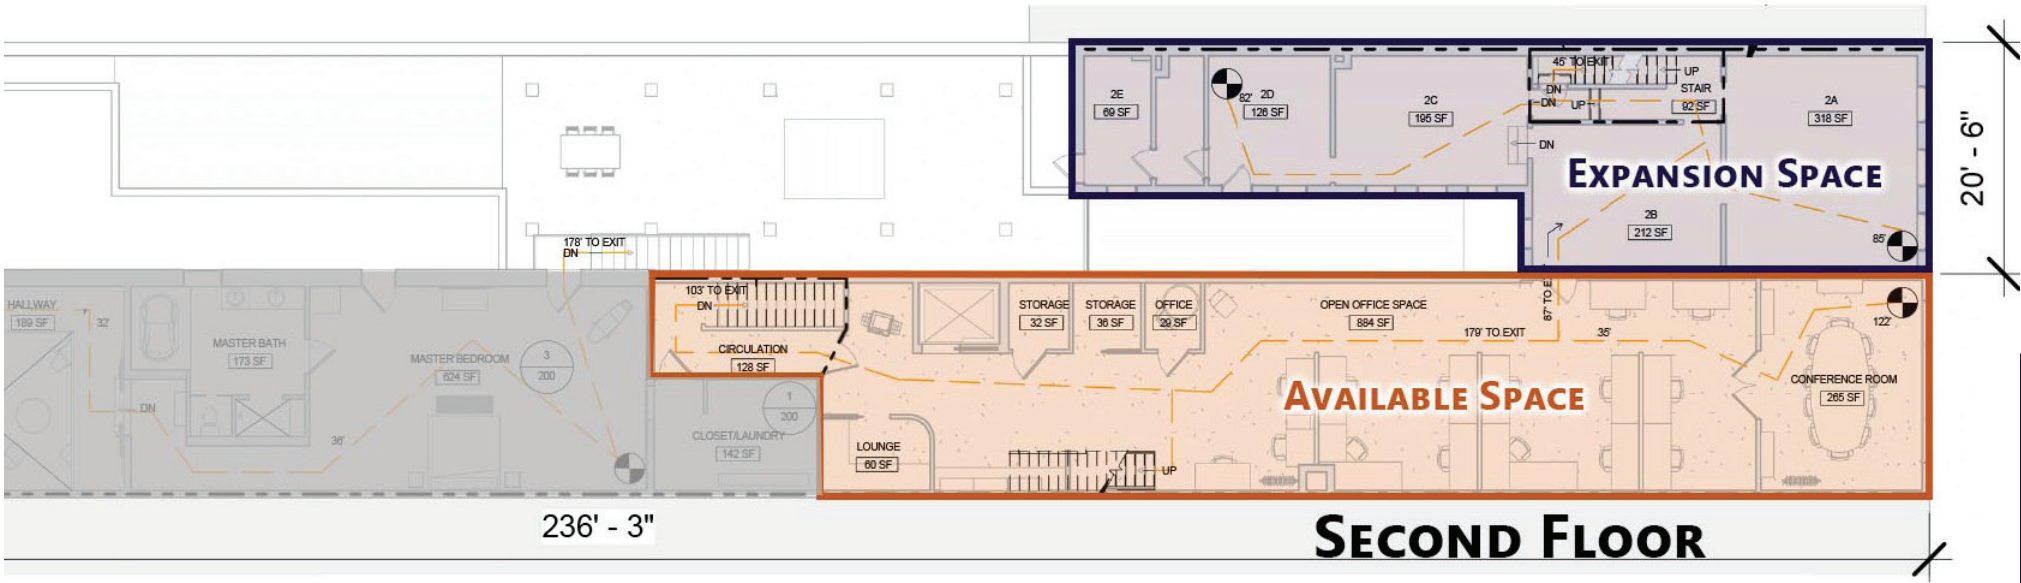 45' TO EXIT
UP
DN
STAIR
92 SF
DN
UP
2E
69 SF
82'
2D
126 SF
2C
195 SF
2A
318 SF
DN
EXPANSION SPACE
20' - 6"
2B
212 SF
85'
178' TO EXIT
DN
103' TO EXIT
DN
CIRCULATION
128 SF
STORAGE
32 SF
STORAGE
36 SF
OFFICE
29 SF
OPEN OFFICE SPACE
884 SF
87' TO E
179' TO EXIT
35'
122'
HALLWAY
189 SF
32'
MASTER BATH
173 SF
MASTER BEDROOM
624 SF
3
200
DN
36'
1
200
CLOSET/LAUNDRY
142 SF
LOUNGE
60 SF
UP
AVAILABLE SPACE
CONFERENCE ROOM
265 SF
236' - 3"
SECOND FLOOR